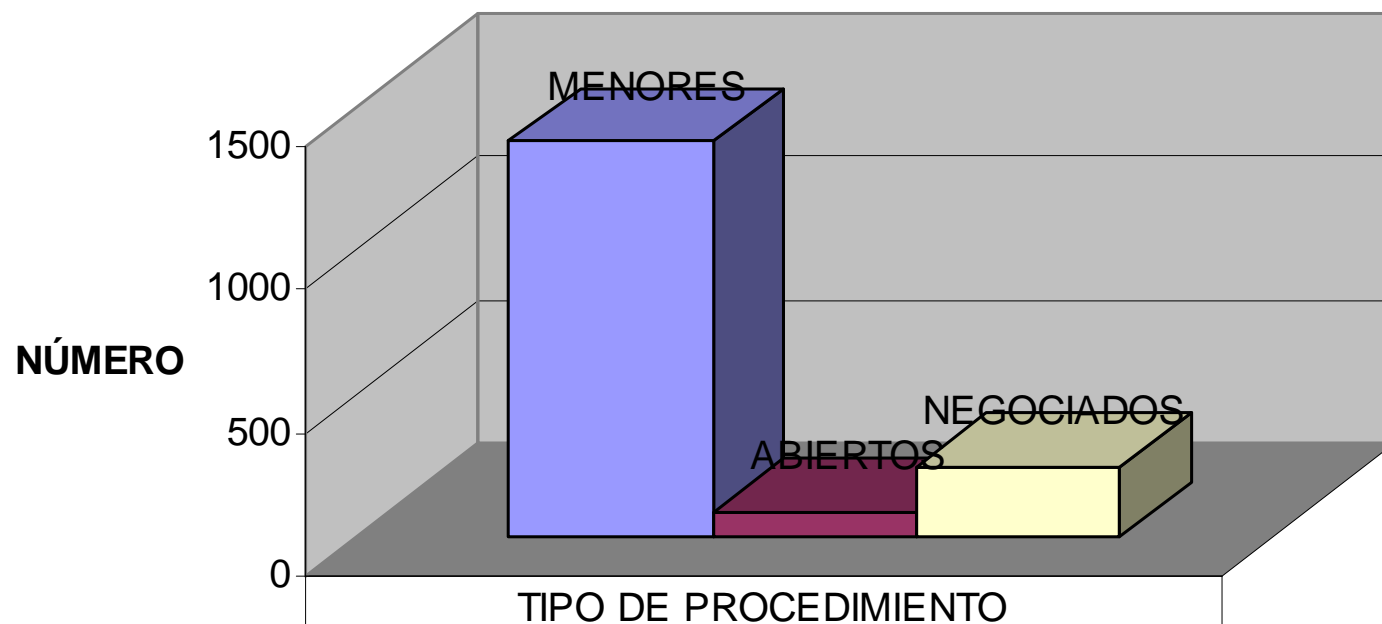 MENORES
1500
1000
NÚMERO
NEGOCIADOS
500
ABIERTOS
0
TIPO DE PROCEDIMIENTO